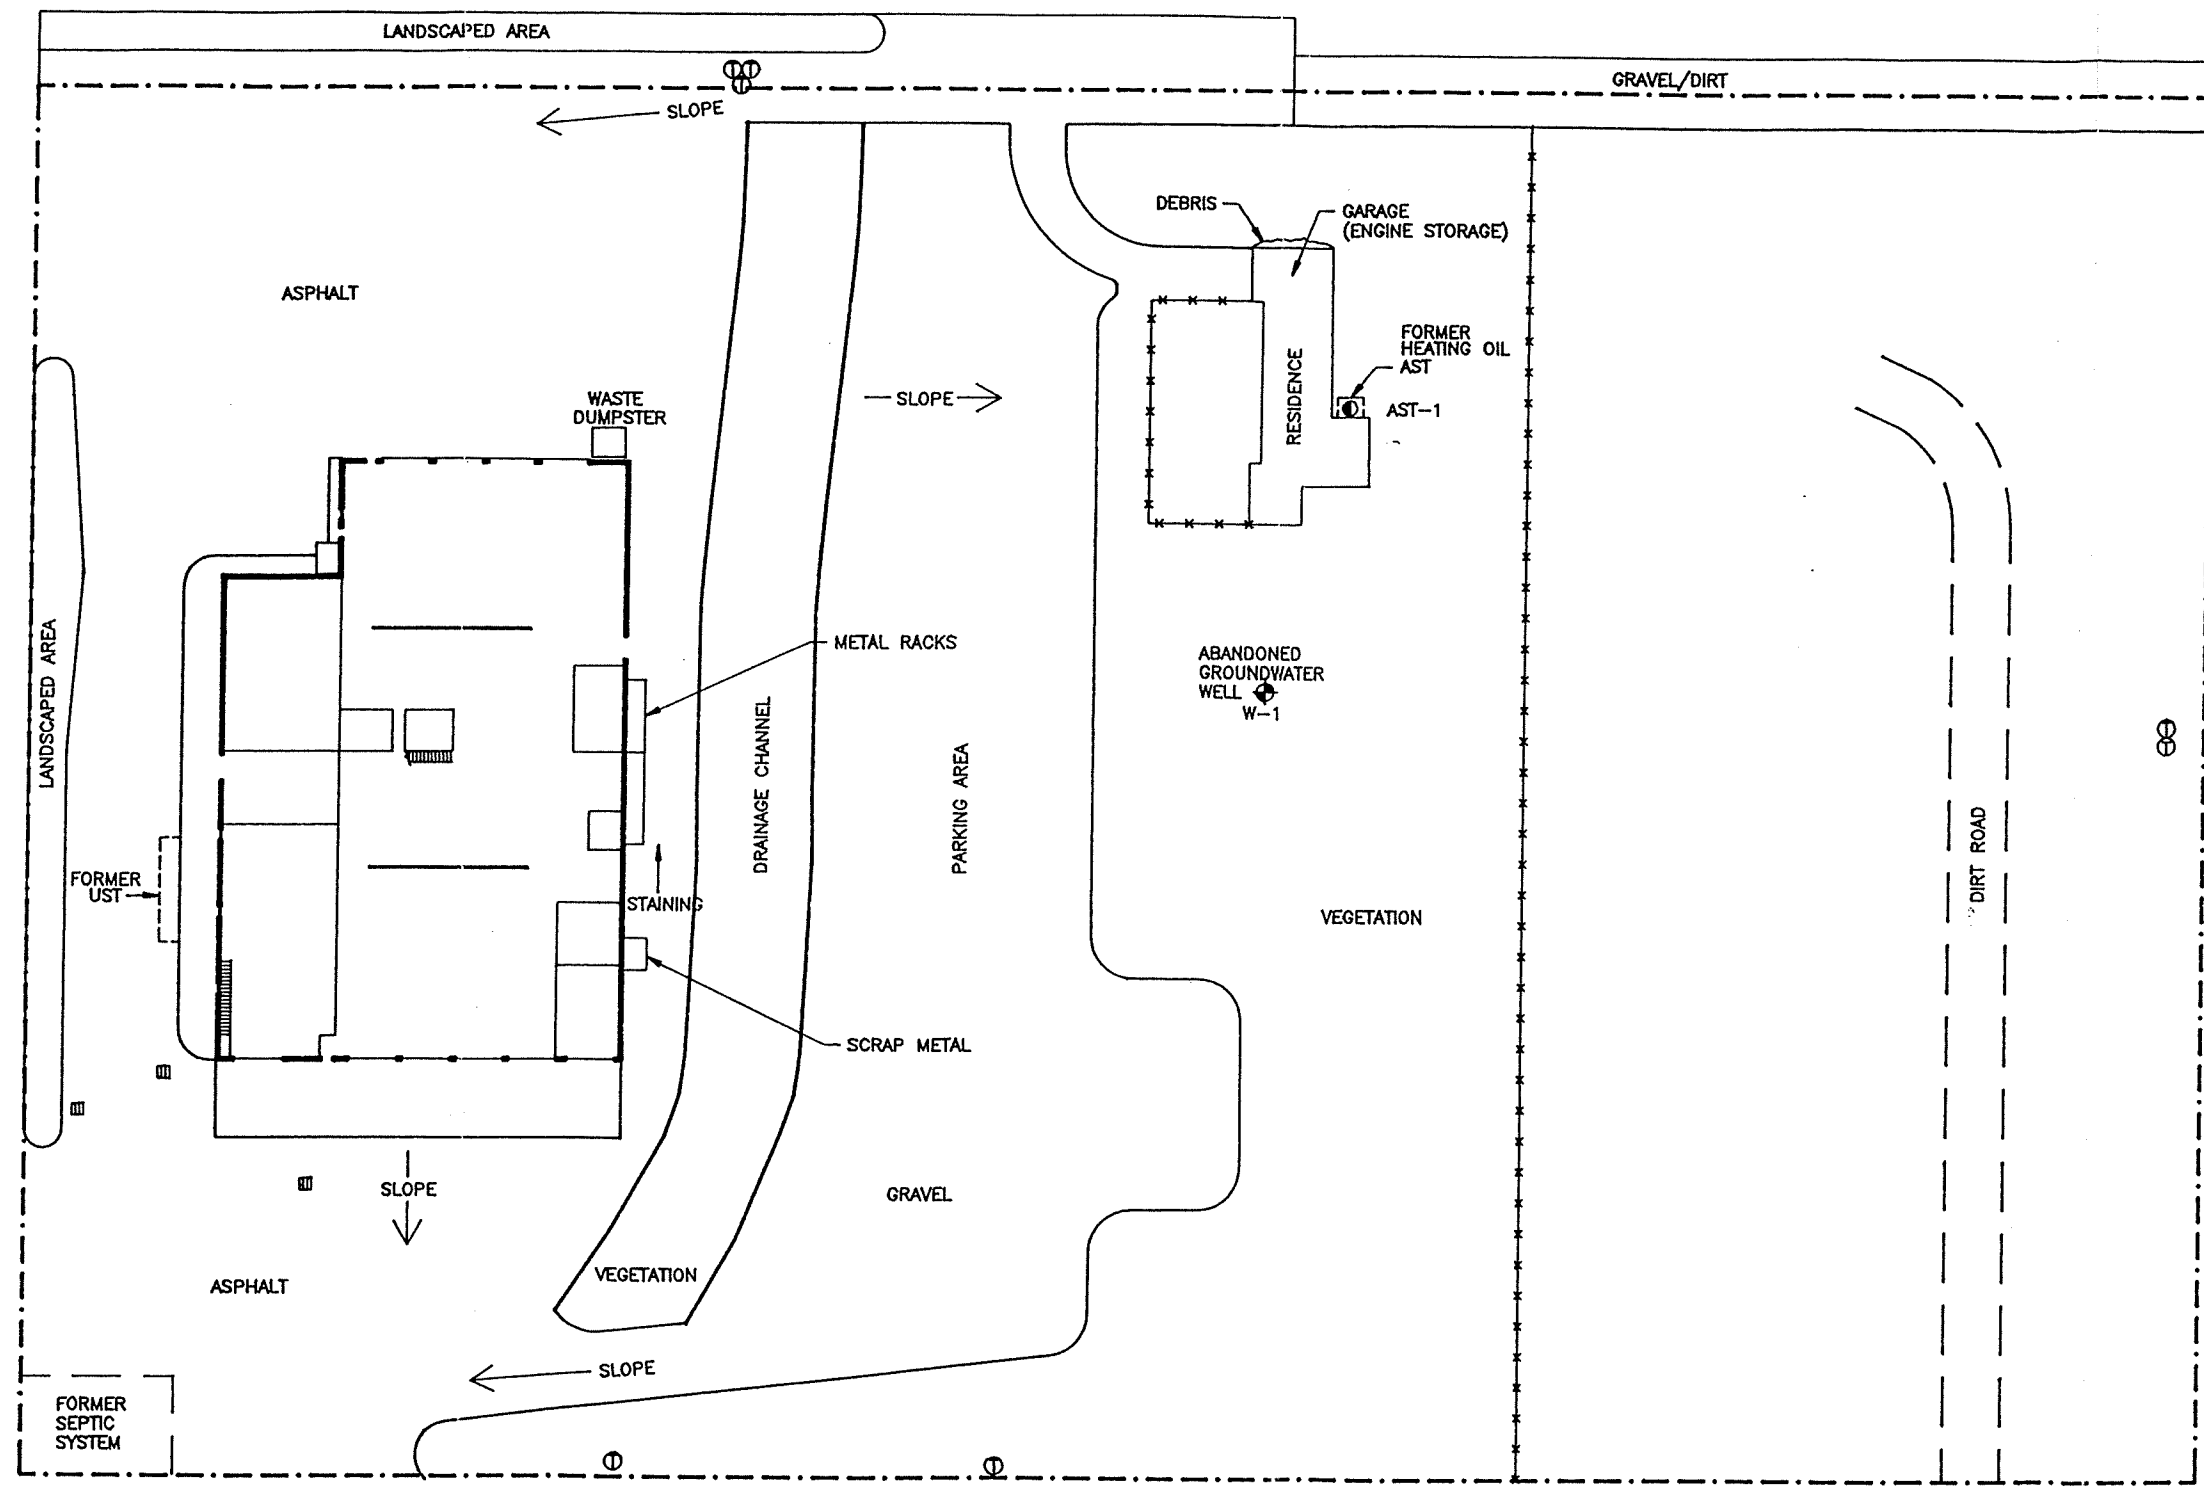 LANDSCAPED AREA
GRAVEL/DIRT
SLOPE
DEBRIS
GARAGE
(ENGINE STORAGE)
ASPHALT
FORMER
HEATING OIL
AST
RESIDENCE
AST-1
WASTE
DUMPSTER
SLOPE
LANDSCAPED AREA
METAL RACKS
ABANDONED
GROUNDWATER
WELL
W-1
DRAINAGE CHANNEL
PARKING AREA
DIRT ROAD
FORMER
UST
STAINING
VEGETATION
SCRAP METAL
SLOPE
GRAVEL
ASPHALT
VEGETATION
SLOPE
FORMER
SEPTIC
SYSTEM